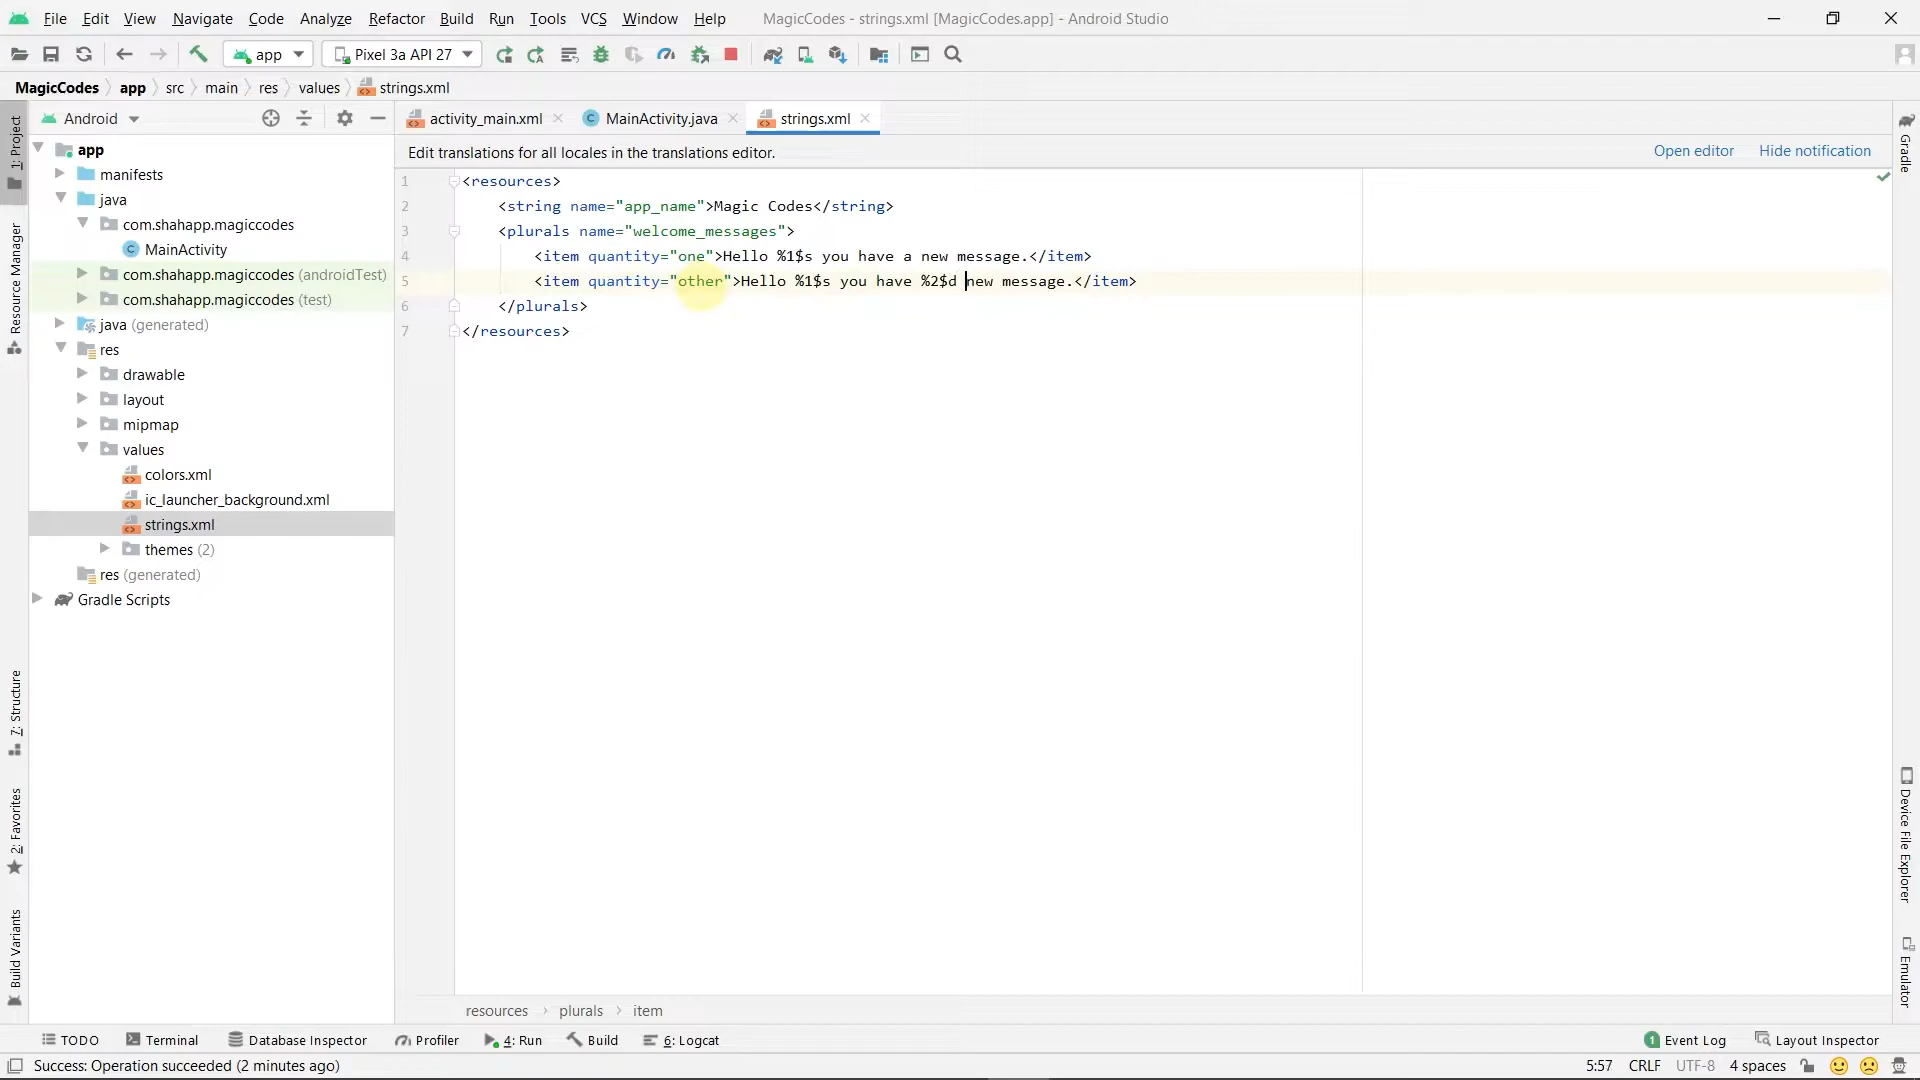 File Edit View Navigate Code Analyze Refactor Build Run Tools VCS Window Help MagicCodes - strings.xml [MagicCodes.app] - Android Studio
app Pixel 3a API 27
MagicCodes app src main res values strings.xml
Android
activity_main.xml MainActivity.java strings.xml
Edit translations for all locales in the translations editor. Open editor Hide notification
app
manifests
java
com.shahapp.magiccodes
MainActivity
com.shahapp.magiccodes (androidTest)
com.shahapp.magiccodes (test)
java (generated)
res
drawable
layout
mipmap
values
colors.xml
ic_launcher_background.xml
strings.xml
themes (2)
res (generated)
Gradle Scripts
1 <resources>
2 <string name="app_name">Magic Codes</string>
3 <plurals name="welcome_messages">
4 <item quantity="one">Hello %1$s you have a new message.</item>
5 <item quantity="other">Hello %1$s you have %2$d new message.</item>
6 </plurals>
7 </resources>
resources plurals item
1: Project
Resource Manager
7: Structure
2: Favorites
Build Variants
Gradle
Device File Explorer
Emulator
TODO Terminal Database Inspector Profiler 4: Run Build 6: Logcat 1 Event Log Layout Inspector
Success: Operation succeeded (2 minutes ago) 5:57 CRLF UTF-8 4 spaces